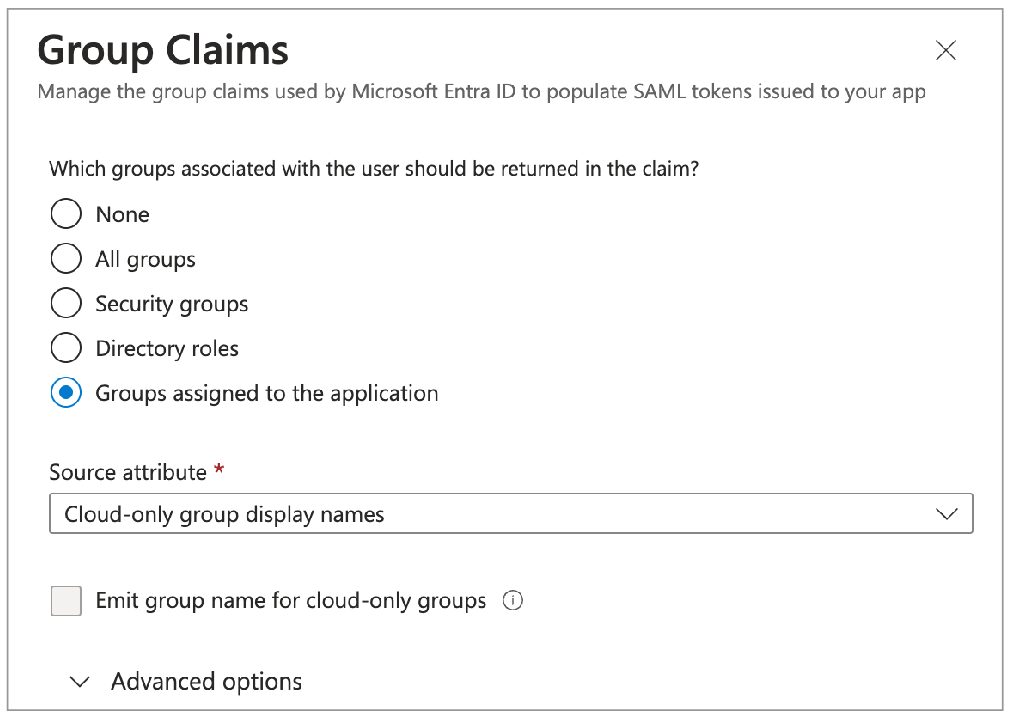 Group Claims
Manage the group claims used by Microsoft Entra ID to populate SAML tokens issued to your app
Which groups associated with the user should be returned in the claim?
None
All groups
Security groups
Directory roles
Groups assigned to the application
Source attribute *
Cloud-only group display names
Emit group name for cloud-only groups
Advanced options